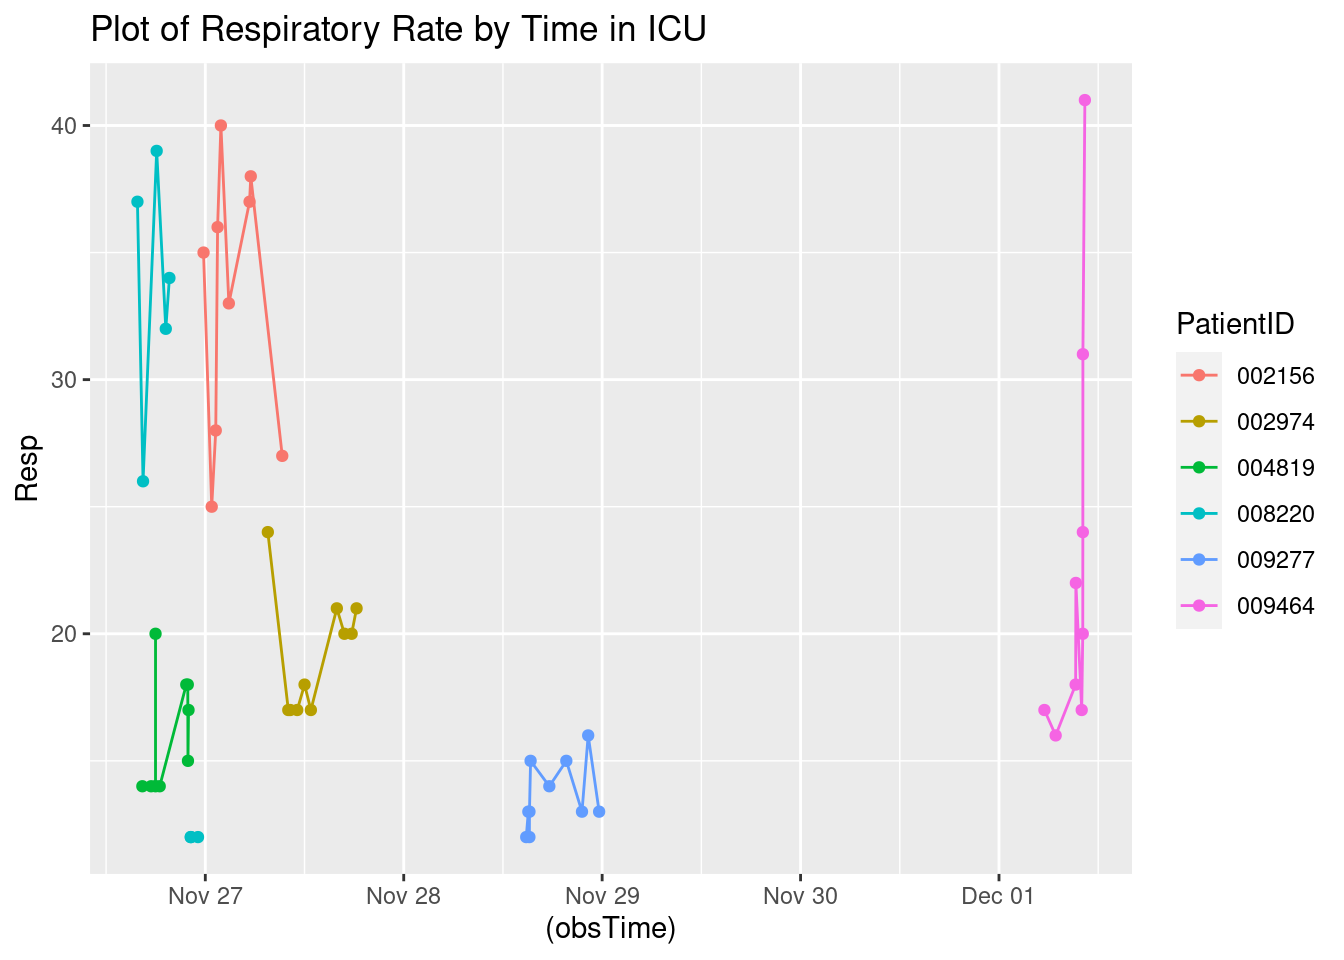 Plot of Respiratory Rate by Time in ICU
40
30
20
Resp
Nov 27
Nov 28
Nov 29
Nov 30
Dec 01
(obsTime)
PatientID
002156
002974
004819
008220
009277
009464